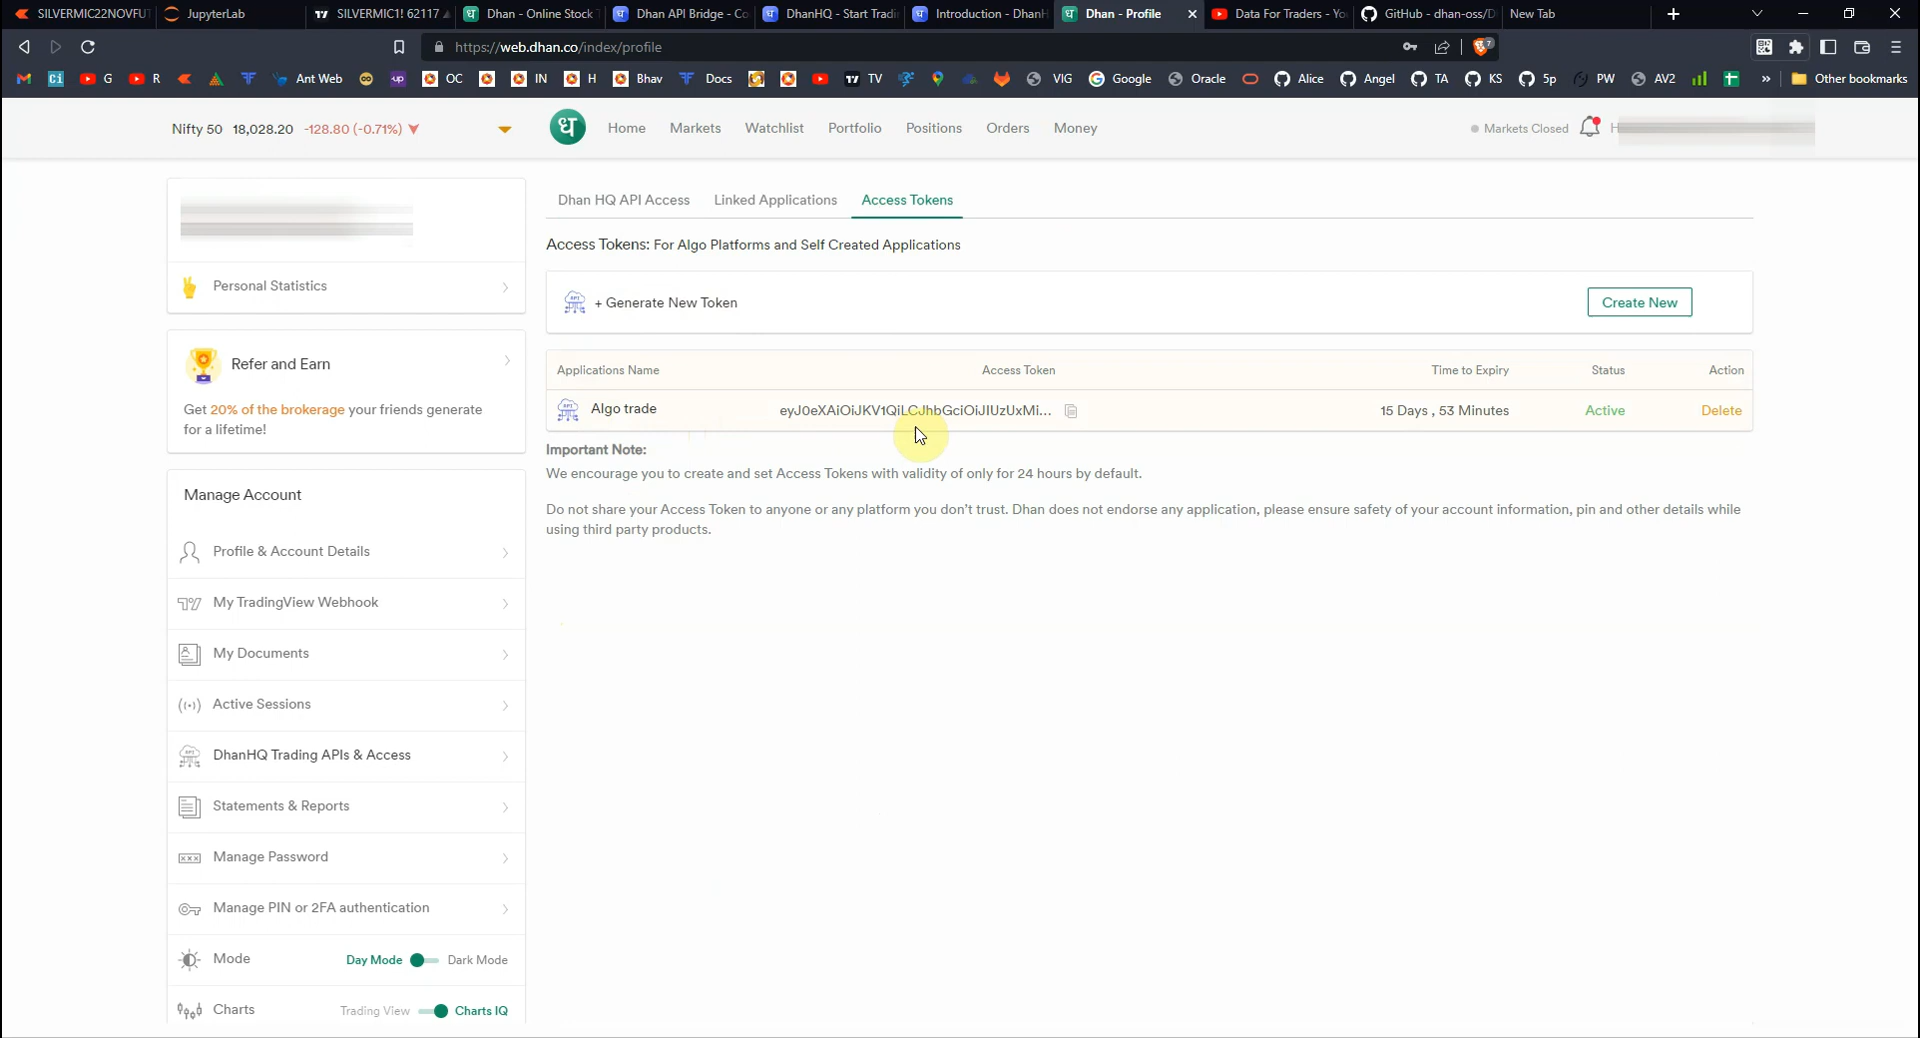 SILVERMIC22NOVFUT
JupyterLab
SILVERMIC1! 62117
Dhan - Online Stock
Dhan API Bridge - Co
DhanHQ - Start Tradi
Introduction - DhanH
Dhan - Profile
Data For Traders - Yo
GitHub - dhan-oss/D
New Tab
https://web.dhan.co/index/profile
7
Ci G R Ant Web up OC IN H Bhav Docs TV VIG Google Oracle Alice Angel TA KS 5p PW AV2 » Other bookmarks
Nifty 50 18,028.20 -128.80 (-0.71%)
ध Home Markets Watchlist Portfolio Positions Orders Money
Markets Closed H
Personal Statistics
Refer and Earn
Get 20% of the brokerage your friends generate
for a lifetime!
Manage Account
Profile & Account Details
My TradingView Webhook
My Documents
Active Sessions
DhanHQ Trading APIs & Access
Statements & Reports
Manage Password
Manage PIN or 2FA authentication
Mode Day Mode Dark Mode
Charts Trading View Charts IQ
Dhan HQ API Access Linked Applications Access Tokens
Access Tokens: For Algo Platforms and Self Created Applications
API + Generate New Token Create New
Applications Name Access Token Time to Expiry Status Action
API Algo trade eyJ0eXAiOiJKV1QiLCJhbGciOiJIUzUxMi... 15 Days , 53 Minutes Active Delete
Important Note:
We encourage you to create and set Access Tokens with validity of only for 24 hours by default.
Do not share your Access Token to anyone or any platform you don't trust. Dhan does not endorse any application, please ensure safety of your account information, pin and other details while
using third party products.